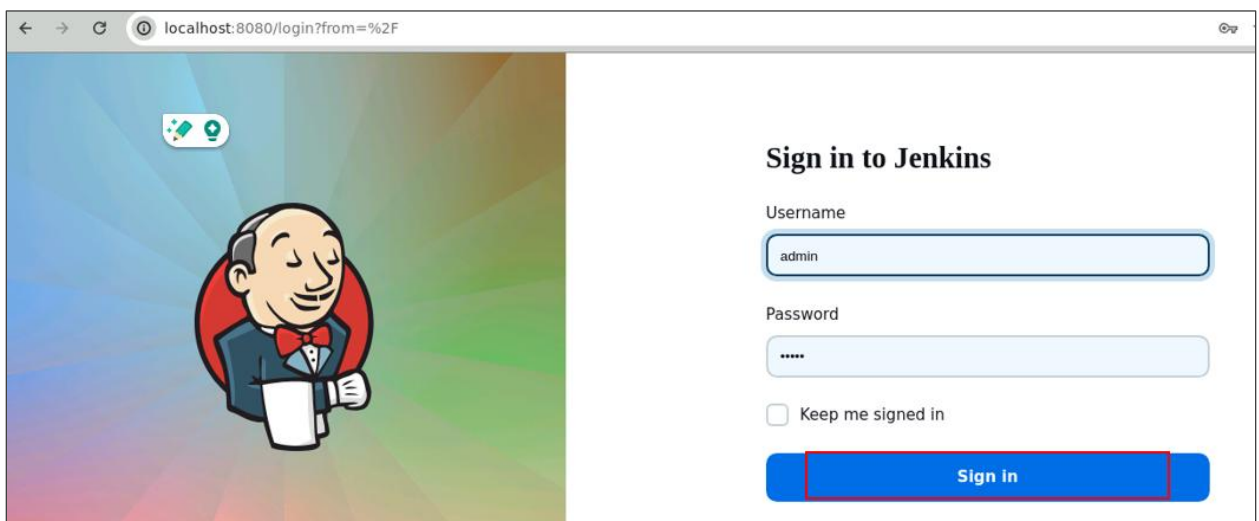 localhost:8080/login?from=%2F
Sign in to Jenkins
Username
admin
Password
•••••
Keep me signed in
Sign in